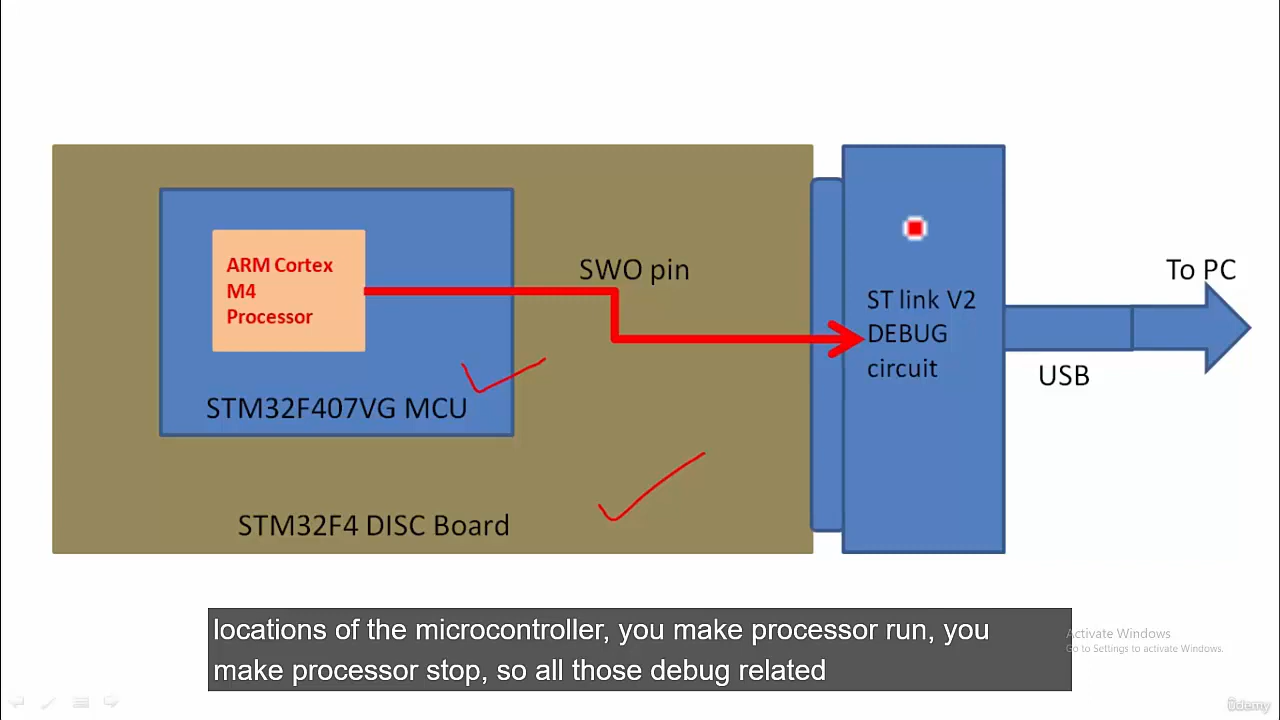 ARM Cortex
M4
Processor
STM32F407VG MCU
STM32F4 DISC Board
SWO pin
ST link V2
DEBUG
circuit
To PC
USB
locations of the microcontroller, you make processor run, you
make processor stop, so all those debug related
Activate Windows
Go to Settings to activate Windows.
ûdemy